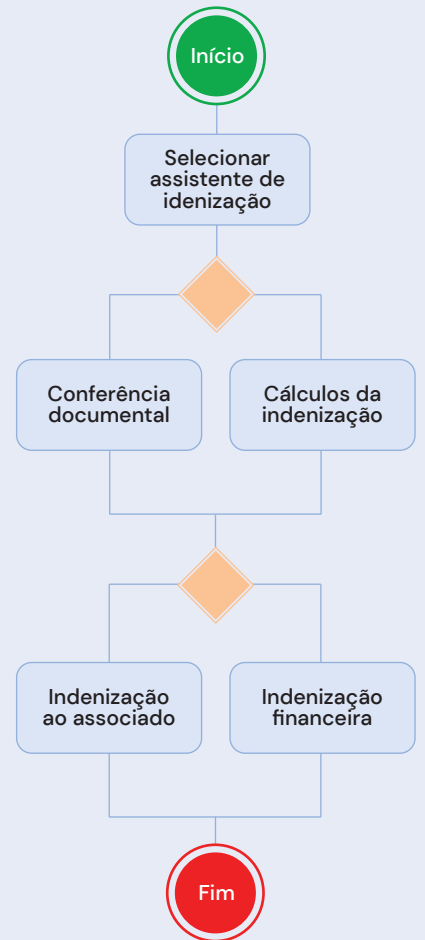 Início
Selecionar
assistente de
idenização
Conferência
documental
Cálculos da
indenização
Indenização
ao associado
Indenização
financeira
Fim